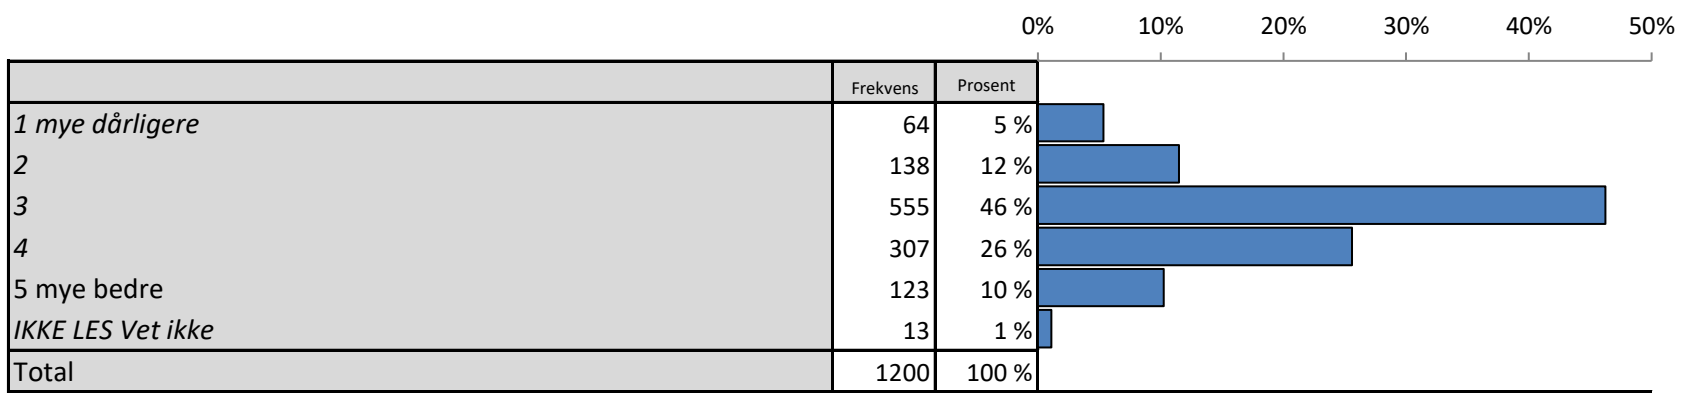 0% 10% 20% 30% 40% 50%
Frekvens Prosent
1 mye dårligere 64 5 %
2 138 12 %
3 555 46 %
4 307 26 %
5 mye bedre 123 10 %
IKKE LES Vet ikke 13 1 %
Total 1200 100 %